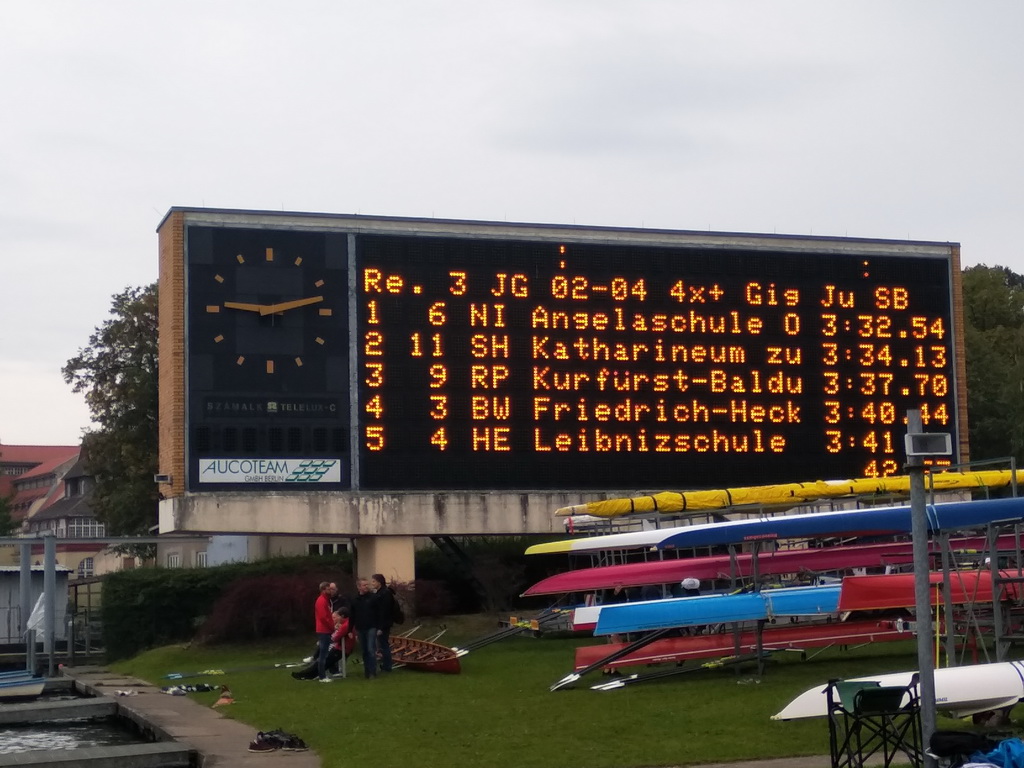 Re. 3 JG 02-04 4x+ Gig Ju SB
1 6 NI Angelaschule O 3:32.54
2 11 SH Katharineum zu 3:34.13
3 9 RP Kurfürst-Baldu 3:37.70
4 3 BW Friedrich-Heck 3:40.44
5 4 HE Leibnizschule 3:41
AUCOTEAM
GMBH BERLIN